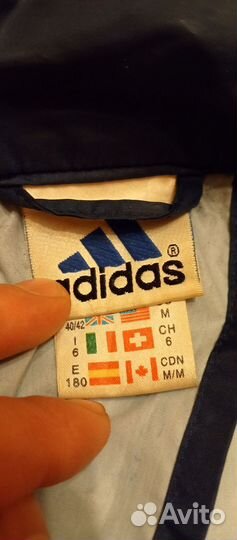 adidas ®
40/42 M
I CH
6 6
E CDN
180 M/M
Avito